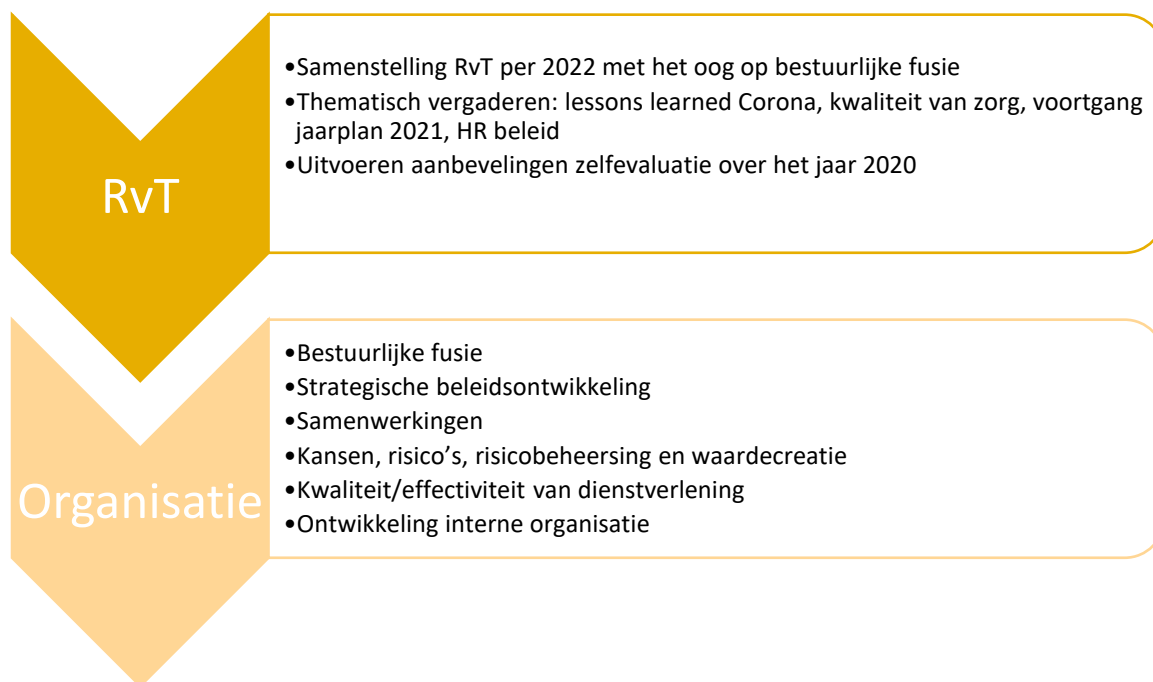 RvT
•Samenstelling RvT per 2022 met het oog op bestuurlijke fusie
•Thematisch vergaderen: lessons learned Corona, kwaliteit van zorg, voortgang
jaarplan 2021, HR beleid
•Uitvoeren aanbevelingen zelfevaluatie over het jaar 2020
Organisatie
•Bestuurlijke fusie
•Strategische beleidsontwikkeling
•Samenwerkingen
•Kansen, risico’s, risicobeheersing en waardecreatie
•Kwaliteit/effectiviteit van dienstverlening
•Ontwikkeling interne organisatie